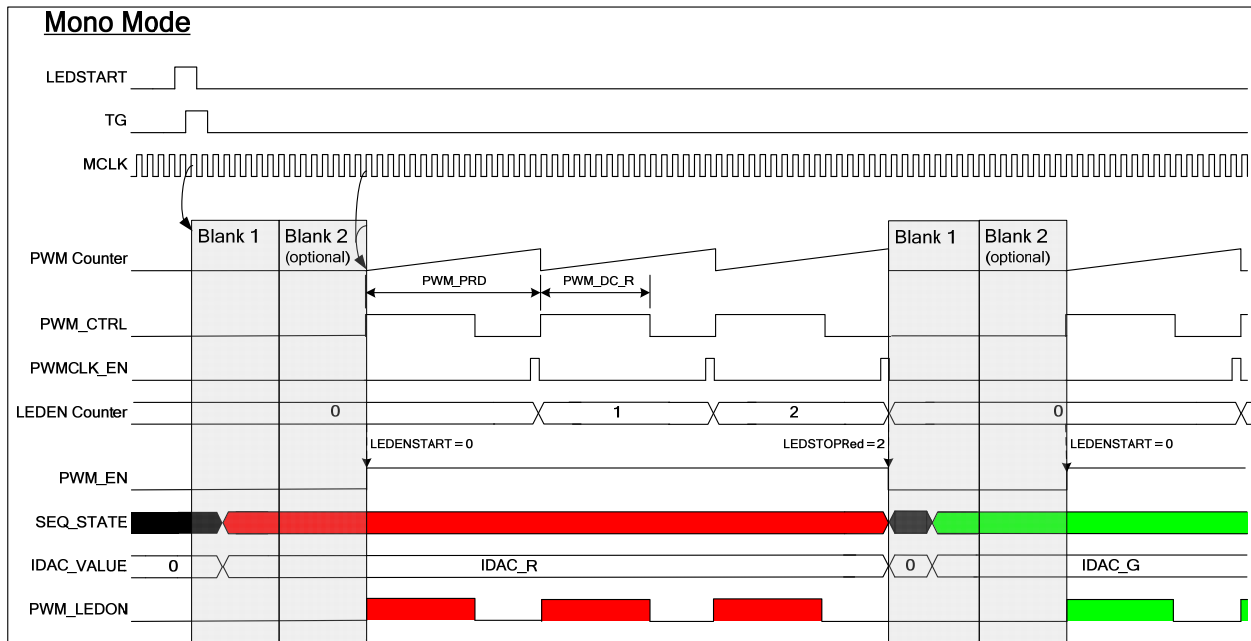 Mono Mode
LEDSTART
TG
MCLK
Blank 1
Blank 2
(optional)
Blank 1
Blank 2
(optional)
PWM Counter
PWM_PRD
PWM_DC_R
PWM_CTRL
PWMCLK_EN
LEDEN Counter
0
1
2
0
LEDENSTART = 0
LEDSTOPRed = 2
LEDENSTART = 0
PWM_EN
SEQ_STATE
IDAC_VALUE
0
IDAC_R
0
IDAC_G
PWM_LEDON